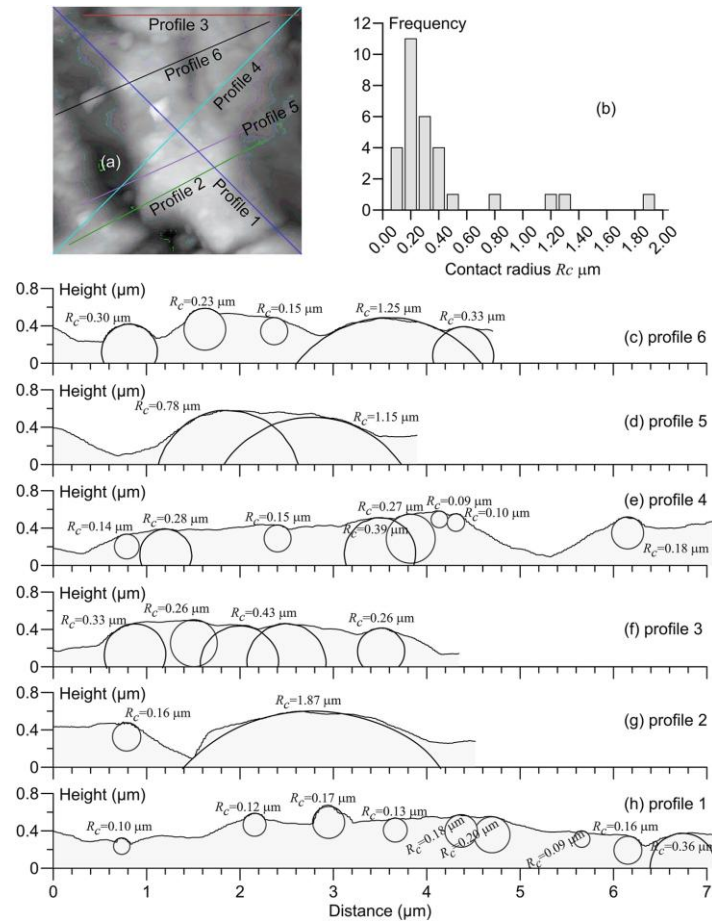 Profile 3
Profile 6
Profile 4
Profile 5
(a)
Profile 2
Profile 1
Frequency
12
10
8
6
4
2
0
(b)
0.00
0.20
0.40
0.60
0.80
1.00
1.20
1.40
1.60
1.80
2.00
Contact radius Rc μm
0.8
Height (μm)
0.4
0
Rc=0.30 μm
Rc=0.23 μm
Rc=0.15 μm
Rc=1.25 μm
Rc=0.33 μm
(c) profile 6
0.8
Height (μm)
0.4
0
Rc=0.78 μm
Rc=1.15 μm
(d) profile 5
0.8
Height (μm)
0.4
0
Rc=0.14 μm
Rc=0.28 μm
Rc=0.15 μm
Rc=0.27 μm
Rc=0.39 μm
Rc=0.09 μm
Rc=0.10 μm
Rc=0.18 μm
(e) profile 4
0.8
Height (μm)
0.4
0
Rc=0.33 μm
Rc=0.26 μm
Rc=0.43 μm
Rc=0.26 μm
(f) profile 3
0.8
Height (μm)
0.4
0
Rc=0.16 μm
Rc=1.87 μm
(g) profile 2
0.8
Height (μm)
0.4
0
Rc=0.10 μm
Rc=0.12 μm
Rc=0.17 μm
Rc=0.13 μm
Rc=0.18 μm
Rc=0.20 μm
Rc=0.09 μm
Rc=0.16 μm
Rc=0.36 μm
(h) profile 1
0 1 2 3 4 5 6 7
Distance (μm)